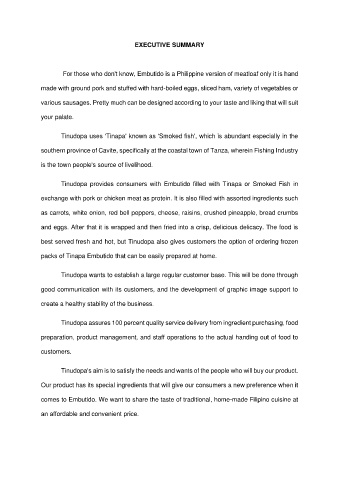 EXECUTIVE SUMMARY
For those who don't know, Embutido is a Philippine version of meatloaf only it is hand
made with ground pork and stuffed with hard-boiled eggs, sliced ham, variety of vegetables or
various sausages. Pretty much can be designed according to your taste and liking that will suit
your palate.
Tinudopa uses 'Tinapa' known as 'Smoked fish', which is abundant especially in the
southern province of Cavite, specifically at the coastal town of Tanza, wherein Fishing Industry
is the town people's source of livelihood.
Tinudopa provides consumers with Embutido filled with Tinapa or Smoked Fish in
exchange with pork or chicken meat as protein. It is also filled with assorted ingredients such
as carrots, white onion, red bell peppers, cheese, raisins, crushed pineapple, bread crumbs
and eggs. After that it is wrapped and then fried into a crisp, delicious delicacy. The food is
best served fresh and hot, but Tinudopa also gives customers the option of ordering frozen
packs of Tinapa Embutido that can be easily prepared at home.
Tinudopa wants to establish a large regular customer base. This will be done through
good communication with its customers, and the development of graphic image support to
create a healthy stability of the business.
Tinudopa assures 100 percent quality service delivery from ingredient purchasing, food
preparation, product management, and staff operations to the actual handing out of food to
customers.
Tinudopa's aim is to satisfy the needs and wants of the people who will buy our product.
Our product has its special ingredients that will give our consumers a new preference when it
comes to Embutido. We want to share the taste of traditional, home-made Filipino cuisine at
an affordable and convenient price.